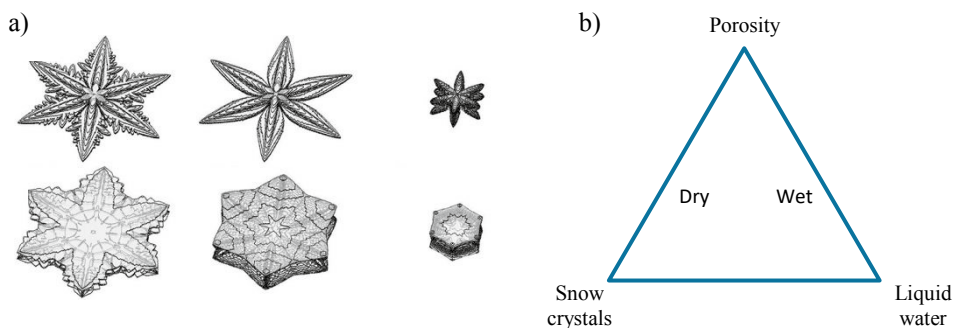 a)
b)
Porosity
Dry
Wet
Snow
crystals
Liquid
water